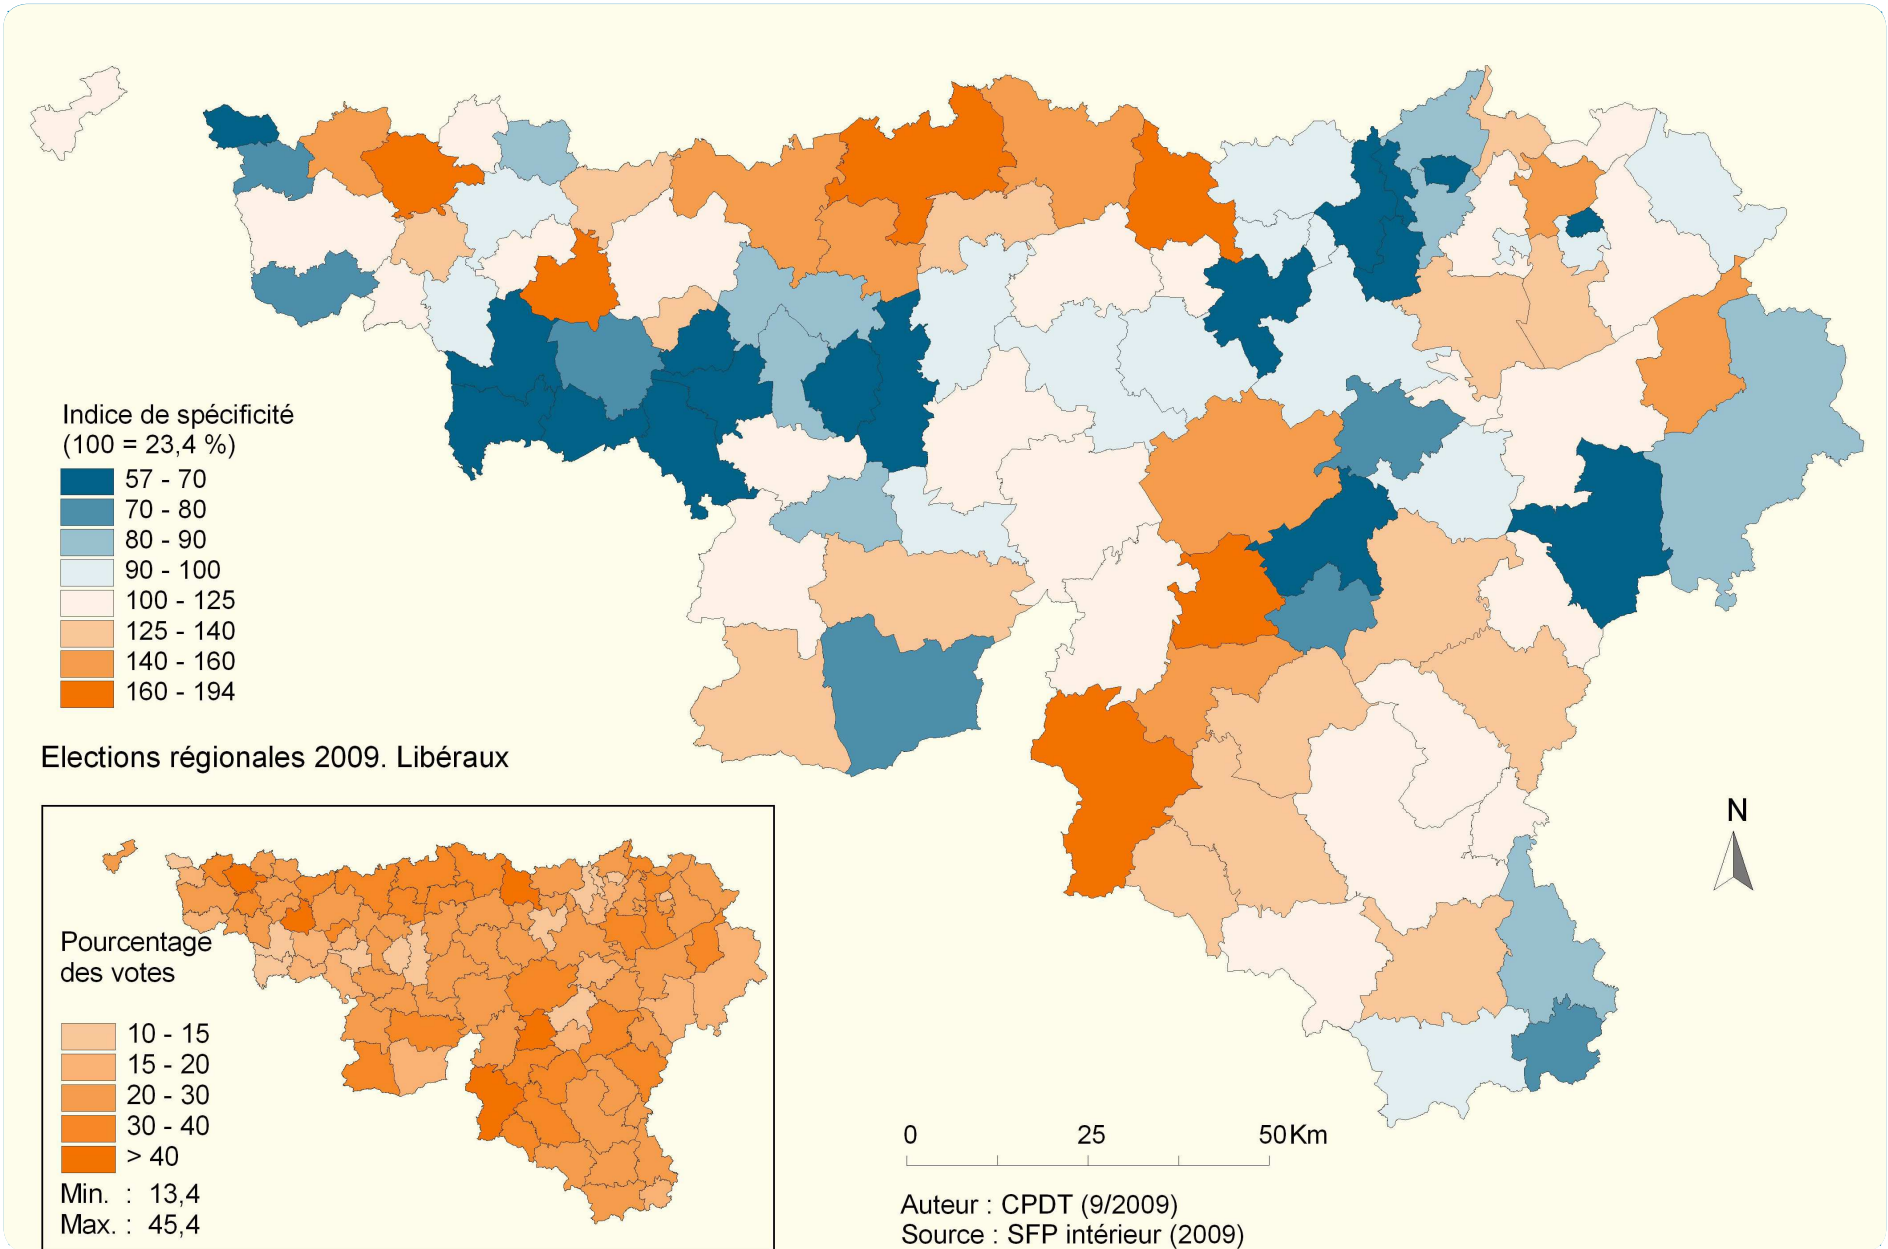 Indice de spécificité
(100 = 23,4 %)
57 - 70
70 - 80
80 - 90
90 - 100
100 - 125
125 - 140
140 - 160
160 - 194
Elections régionales 2009. Libéraux
Pourcentage
des votes
10 - 15
15 - 20
20 - 30
30 - 40
> 40
Min. : 13,4
Max. : 45,4
N
0 25 50Km
Auteur : CPDT (9/2009)
Source : SFP intérieur (2009)